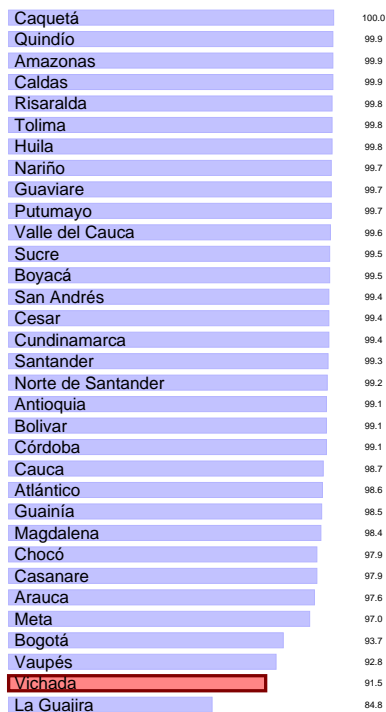 Caquetá 100.0
Quindío 99.9
Amazonas 99.9
Caldas 99.9
Risaralda 99.8
Tolima 99.8
Huila 99.8
Nariño 99.7
Guaviare 99.7
Putumayo 99.7
Valle del Cauca 99.6
Sucre 99.5
Boyacá 99.5
San Andrés 99.4
Cesar 99.4
Cundinamarca 99.4
Santander 99.3
Norte de Santander 99.2
Antioquia 99.1
Bolivar 99.1
Córdoba 99.1
Cauca 98.7
Atlántico 98.6
Guainía 98.5
Magdalena 98.4
Chocó 97.9
Casanare 97.9
Arauca 97.6
Meta 97.0
Bogotá 93.7
Vaupés 92.8
Vichada 91.5
La Guajira 84.8